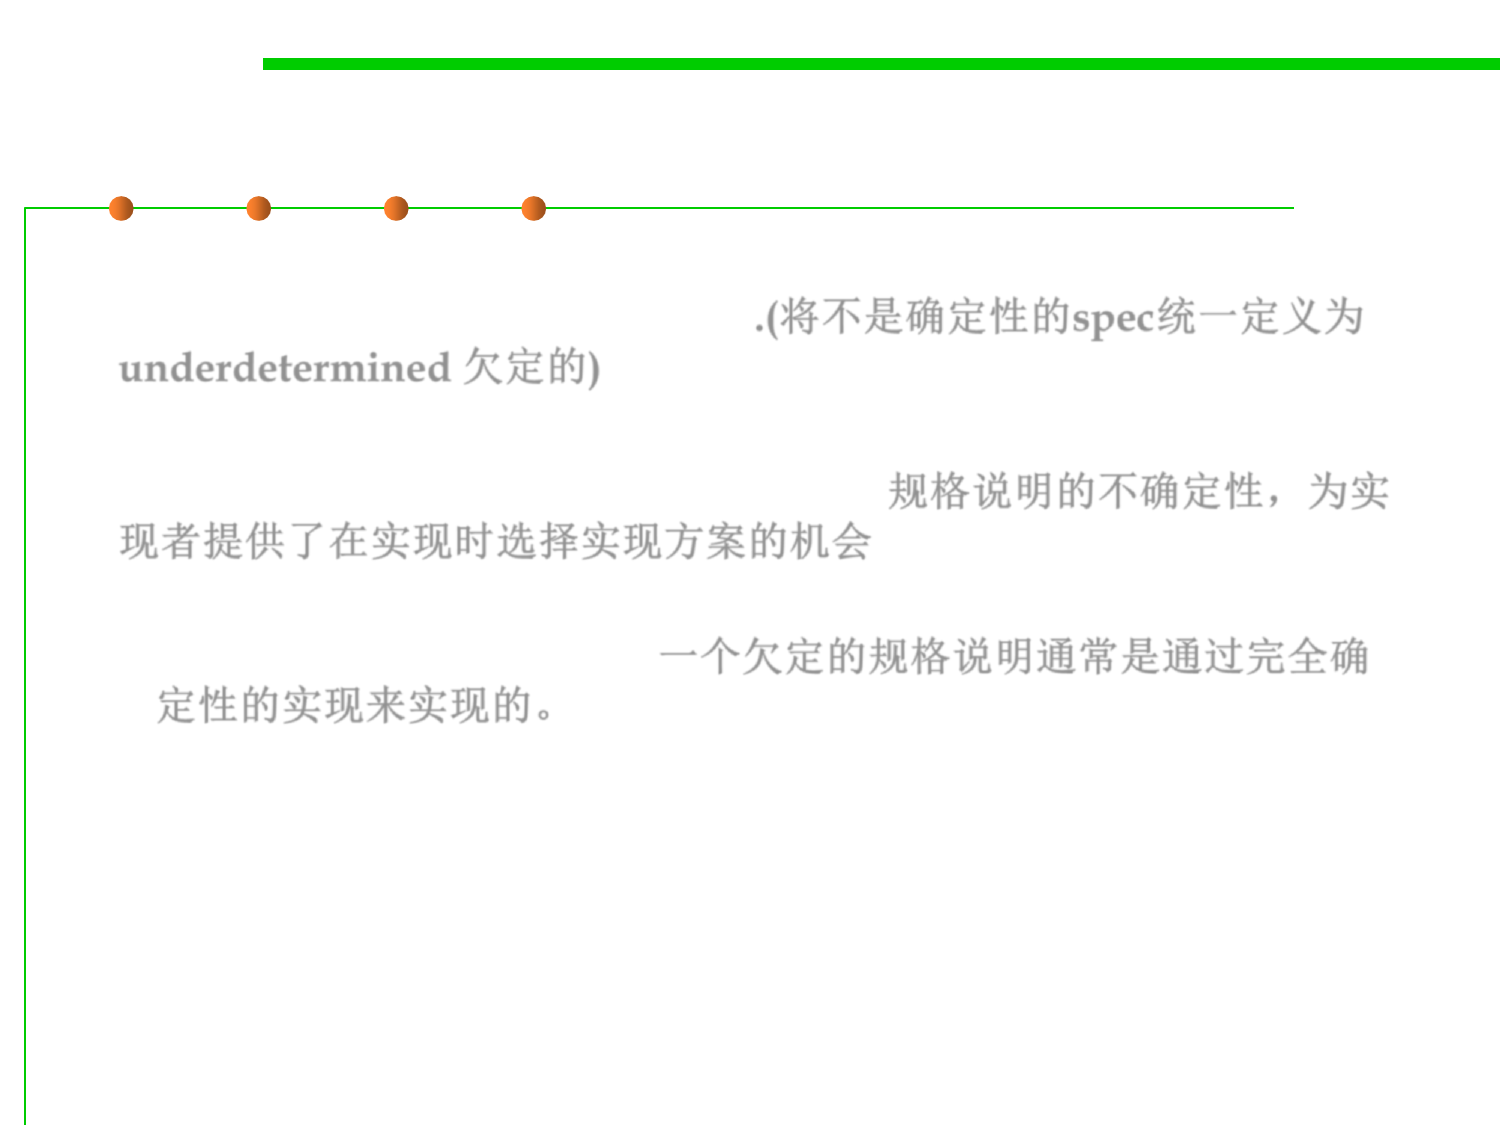 .(将不是确定性的spec统一定义为
underdetermined 欠定的)
规格说明的不确定性，为实
现者提供了在实现时选择实现方案的机会
一个欠定的规格说明通常是通过完全确
定性的实现来实现的。